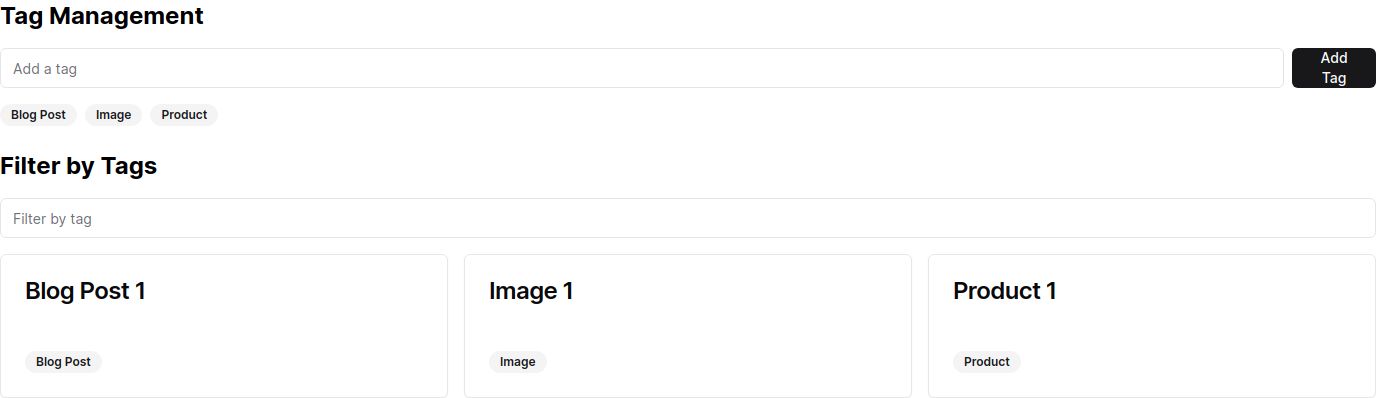 Tag Management
Add a tag
Add
Tag
Blog Post Image Product
Filter by Tags
Filter by tag
Blog Post 1 Image 1 Product 1
Blog Post Image Product